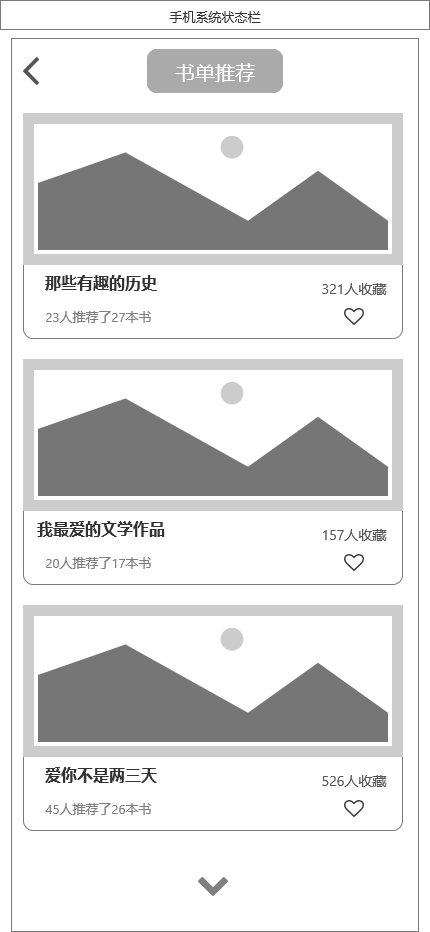 手机系统状态栏
书单推荐
那些有趣的历史
321人收藏
23人推荐了27本书
我最爱的文学作品
157人收藏
20人推荐了17本书
爱你不是两三天
526人收藏
45人推荐了26本书